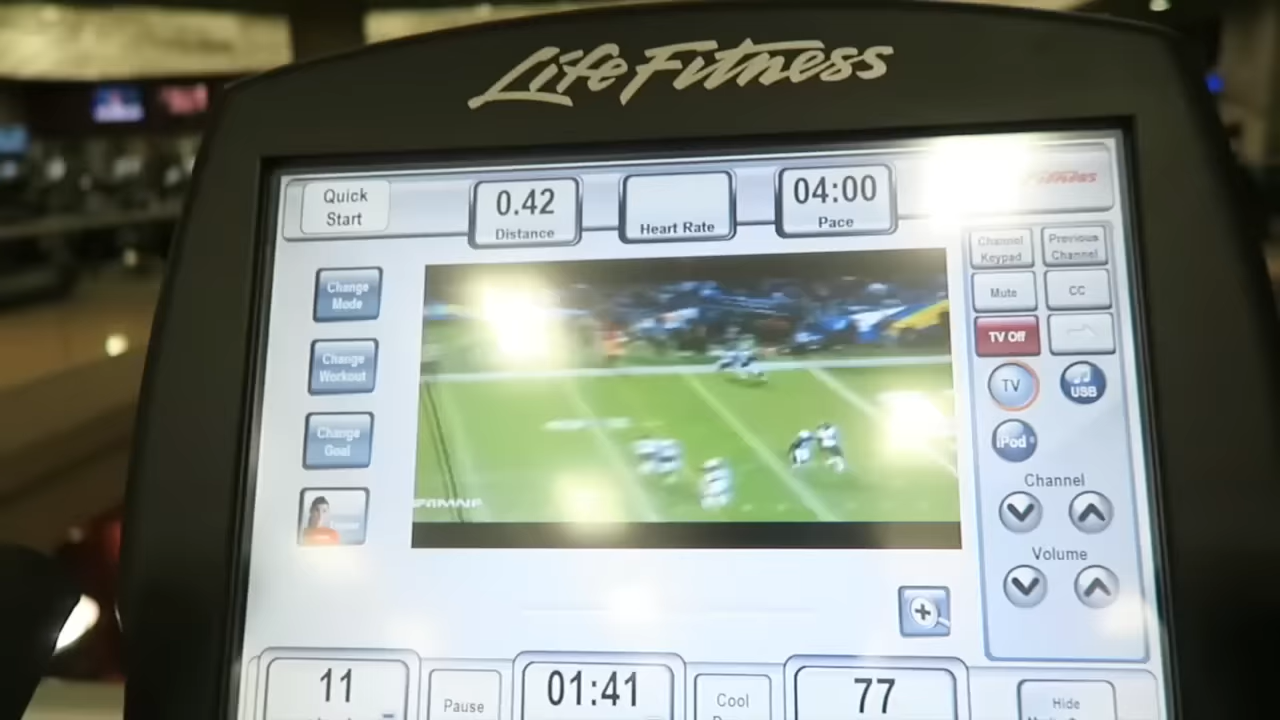 LifeFitness
Quick
Start
0.42
Distance
Heart Rate
04:00
Pace
Fitness
Channel
Keypad
Previous
Channel
Mute
CC
TV Off
TV
USB
iPod
Channel
Volume
Change
Mode
Change
Workout
Change
Goal
11
Pause
01:41
Cool
77
Hide